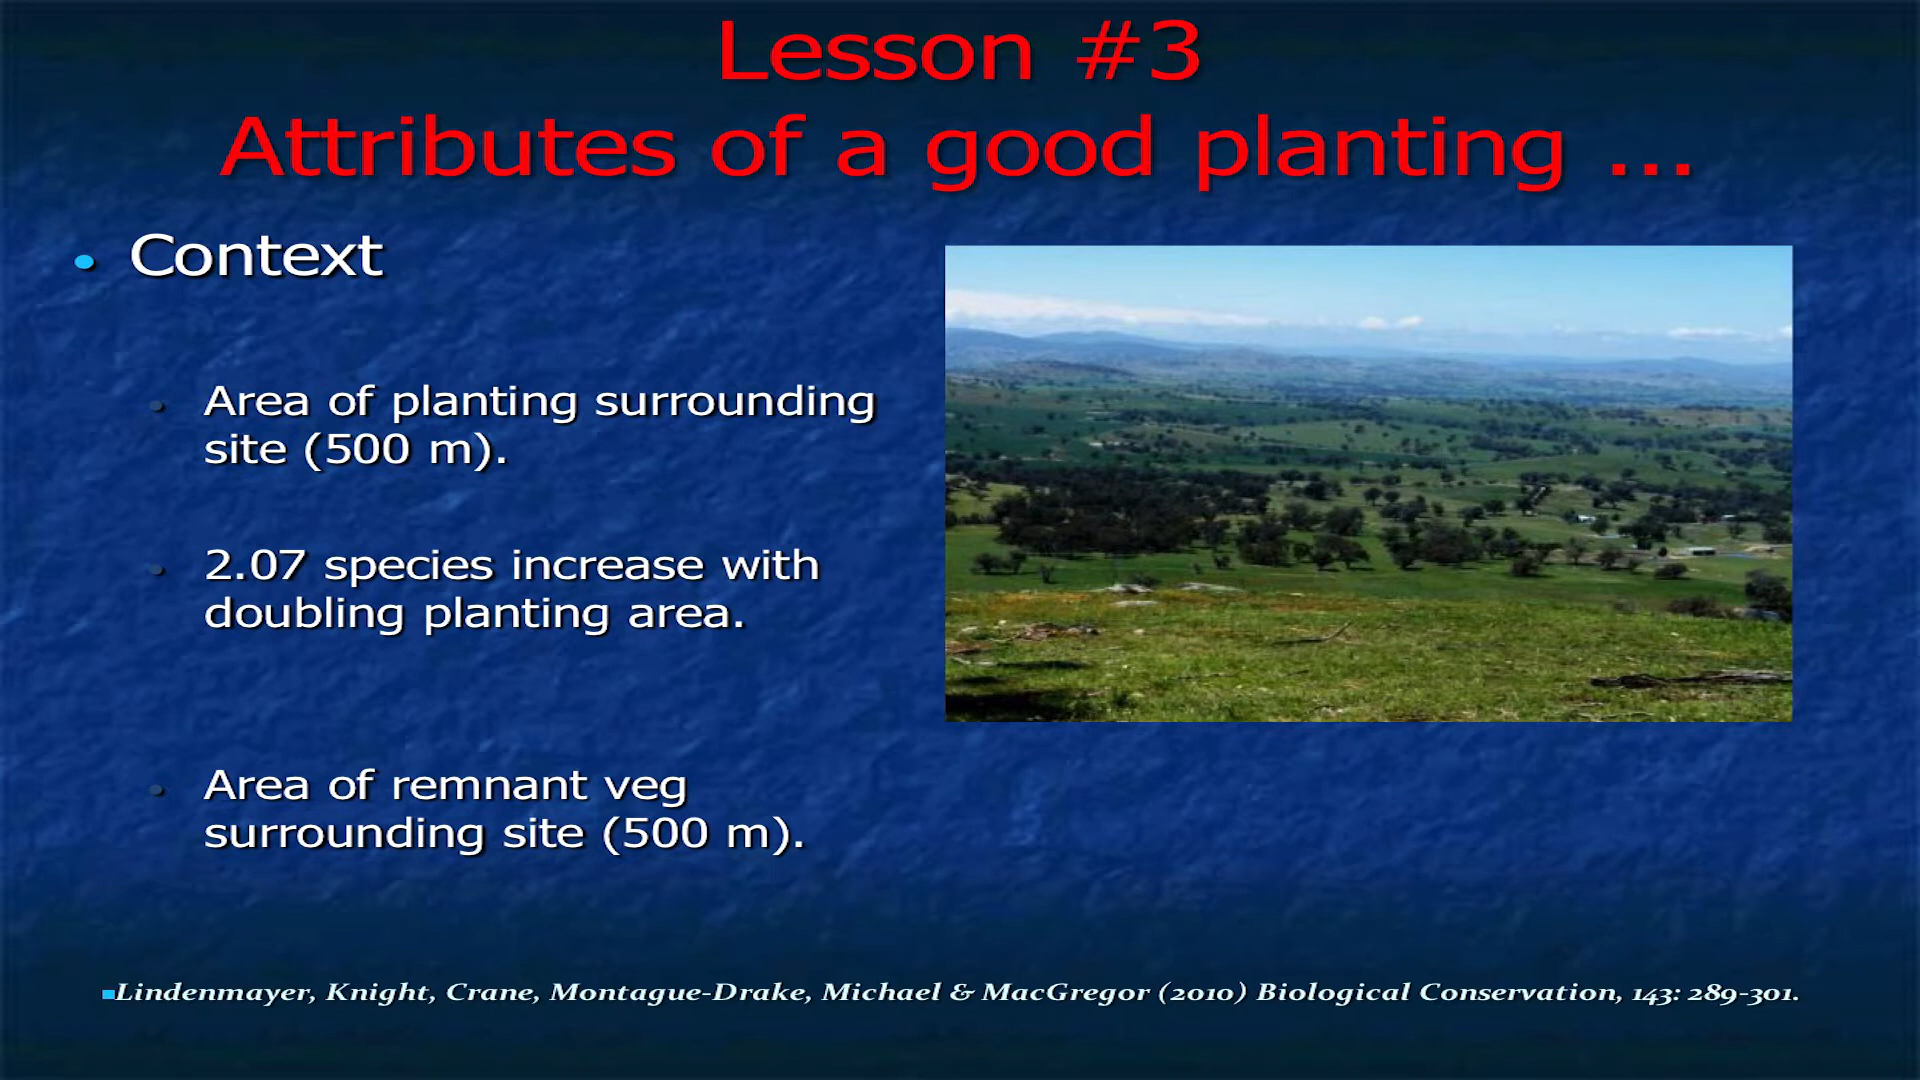 Lesson #3
Attributes of a good planting ...
• Context
• Area of planting surrounding
site (500 m).
• 2.07 species increase with
doubling planting area.
• Area of remnant veg
surrounding site (500 m).
▪Lindenmayer, Knight, Crane, Montague-Drake, Michael & MacGregor (2010) Biological Conservation, 143: 289-301.